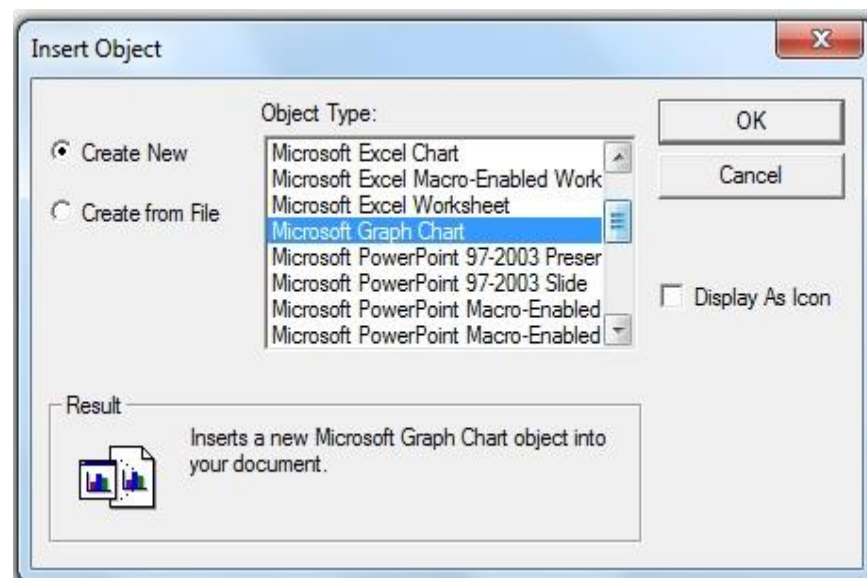 Insert Object
Object Type:
Create New
Create from File
Microsoft Excel Chart
Microsoft Excel Macro-Enabled Work
Microsoft Excel Worksheet
Microsoft Graph Chart
Microsoft PowerPoint 97-2003 Preser
Microsoft PowerPoint 97-2003 Slide
Microsoft PowerPoint Macro-Enabled
Microsoft PowerPoint Macro-Enabled
OK
Cancel
Display As Icon
Result
Inserts a new Microsoft Graph Chart object into
your document.